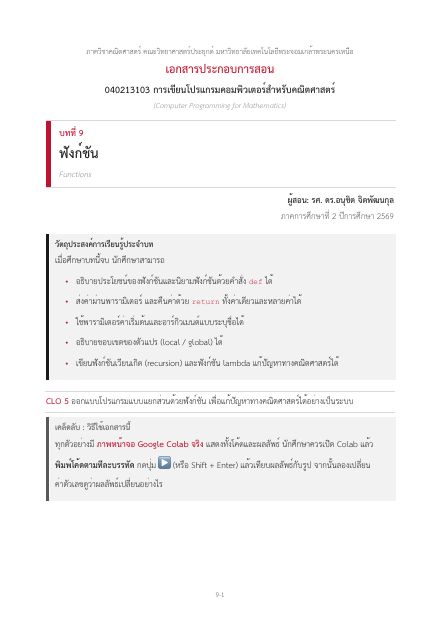 ภาควิชาคณิตศาสตร์ คณะวิทยาศาสตร์ประยุกต์ มหาวิทยาลัยเทคโนโลยีพระจอมเกล้าพระนครเหนือ
เอกสารประกอบการสอน
040213103 การเขียนโปรแกรมคอมพิวเตอร์สำหรับคณิตศาสตร์
(Computer Programming for Mathematics)
บทที่ 9
ฟังก์ชัน
Functions
ผู้สอน: รศ. ดร.อนุชิต จิตพัฒนกุล
ภาคการศึกษาที่ 2 ปีการศึกษา 2569
วัตถุประสงค์การเรียนรู้ประจำบท
เมื่อศึกษาบทนี้จบ นักศึกษาสามารถ
• อธิบายประโยชน์ของฟังก์ชันและนิยามฟังก์ชันด้วยคำสั่ง def ได้
• ส่งค่าผ่านพารามิเตอร์ และคืนค่าด้วย return ทั้งค่าเดียวและหลายค่าได้
• ใช้พารามิเตอร์ค่าเริ่มต้นและอาร์กิวเมนต์แบบระบุชื่อได้
• อธิบายขอบเขตของตัวแปร (local / global) ได้
• เขียนฟังก์ชันเวียนเกิด (recursion) และฟังก์ชัน lambda แก้ปัญหาทางคณิตศาสตร์ได้
CLO 5 ออกแบบโปรแกรมแบบแยกส่วนด้วยฟังก์ชัน เพื่อแก้ปัญหาทางคณิตศาสตร์ได้อย่างเป็นระบบ
เคล็ดลับ : วิธีใช้เอกสารนี้
ทุกตัวอย่างมี ภาพหน้าจอ Google Colab จริง แสดงทั้งโค้ดและผลลัพธ์ นักศึกษาควรเปิด Colab แล้ว
พิมพ์โค้ดตามทีละบรรทัด กดปุ่ม ▶ (หรือ Shift + Enter) แล้วเทียบผลลัพธ์กับรูป จากนั้นลองเปลี่ยน
ค่าตัวเลขดูว่าผลลัพธ์เปลี่ยนอย่างไร
9-1